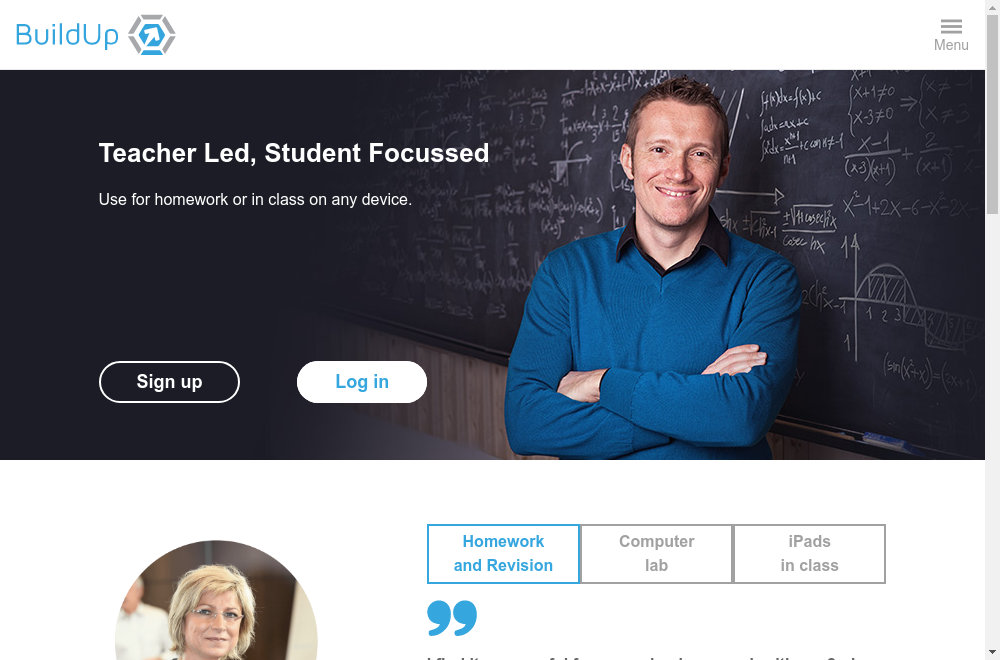 BuildUp
Menu
Teacher Led, Student Focussed
Use for homework or in class on any device.
Sign up
Log in
Homework
and Revision
Computer
lab
iPads
in class